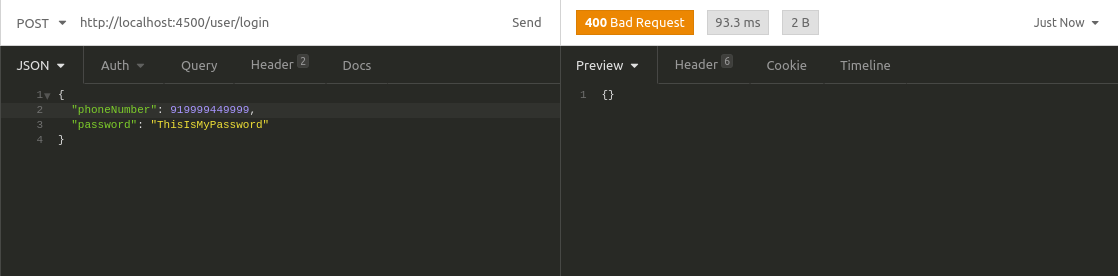 POST http://localhost:4500/user/login Send
400 Bad Request 93.3 ms 2 B Just Now
JSON Auth Query Header 2 Docs
Preview Header 6 Cookie Timeline
1 {
2 "phoneNumber": 919999449999,
3 "password": "ThisIsMyPassword"
4 }
1 {}